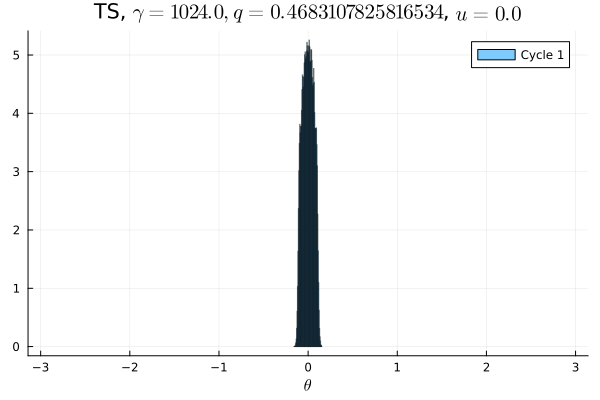 TS, γ = 1024.0, q = 0.4683107825816534, u = 0.0
Cycle 1
5
4
3
2
1
0
−3 −2 −1 0 1 2 3
θ